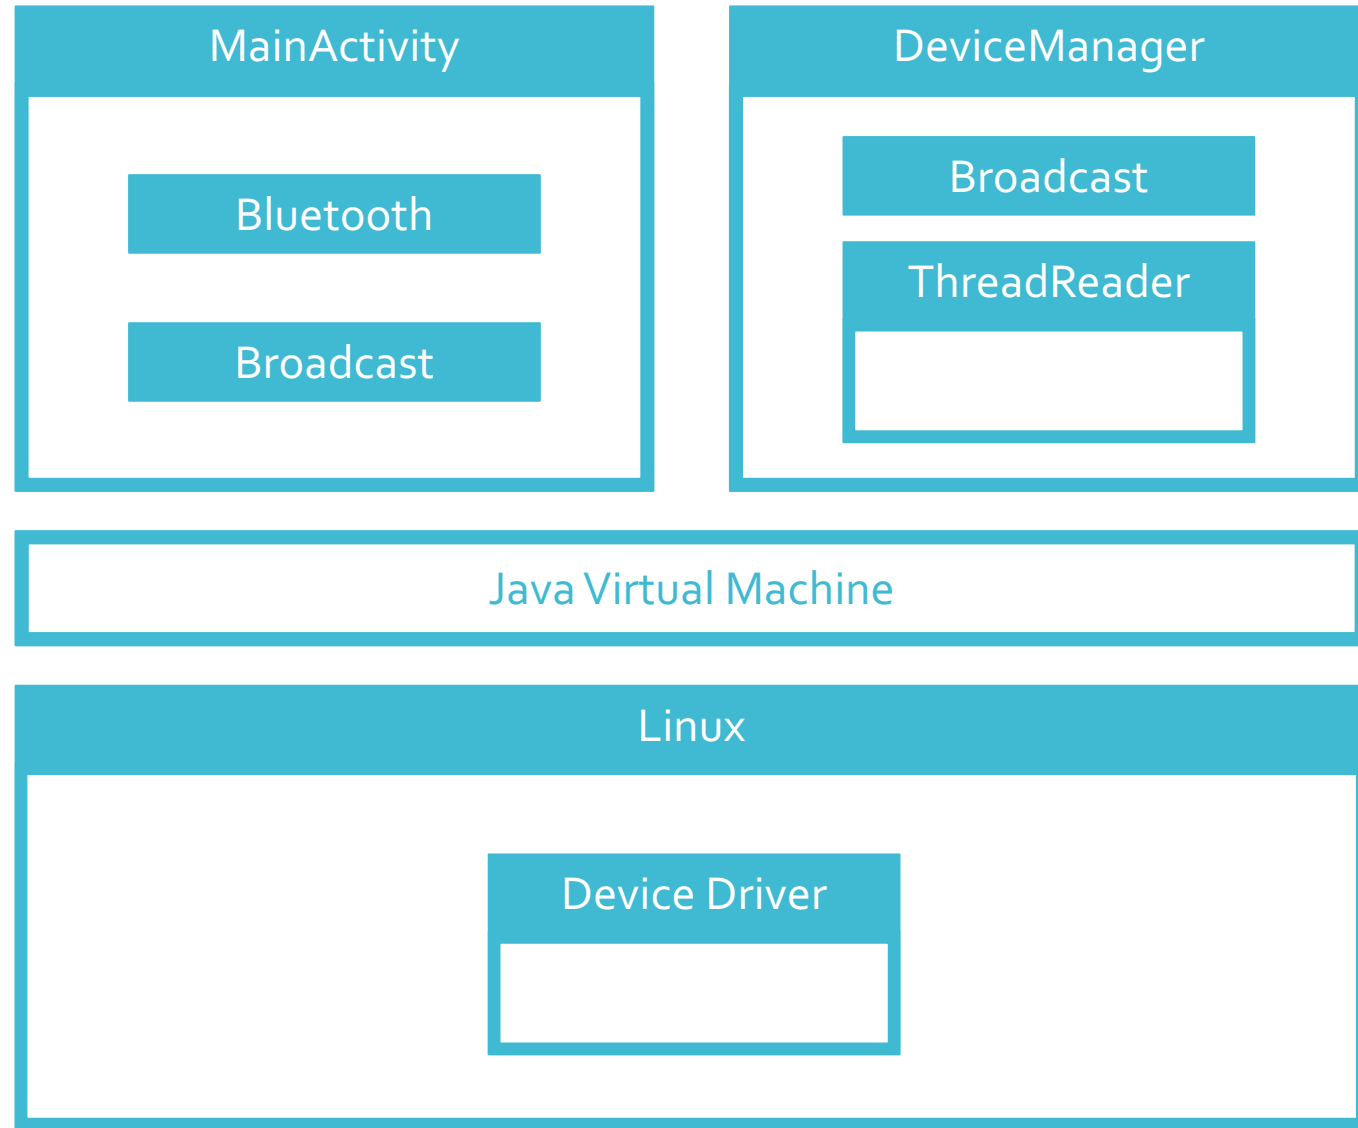 MainActivity
Bluetooth
Broadcast
DeviceManager
Broadcast
ThreadReader
Java Virtual Machine
Linux
Device Driver